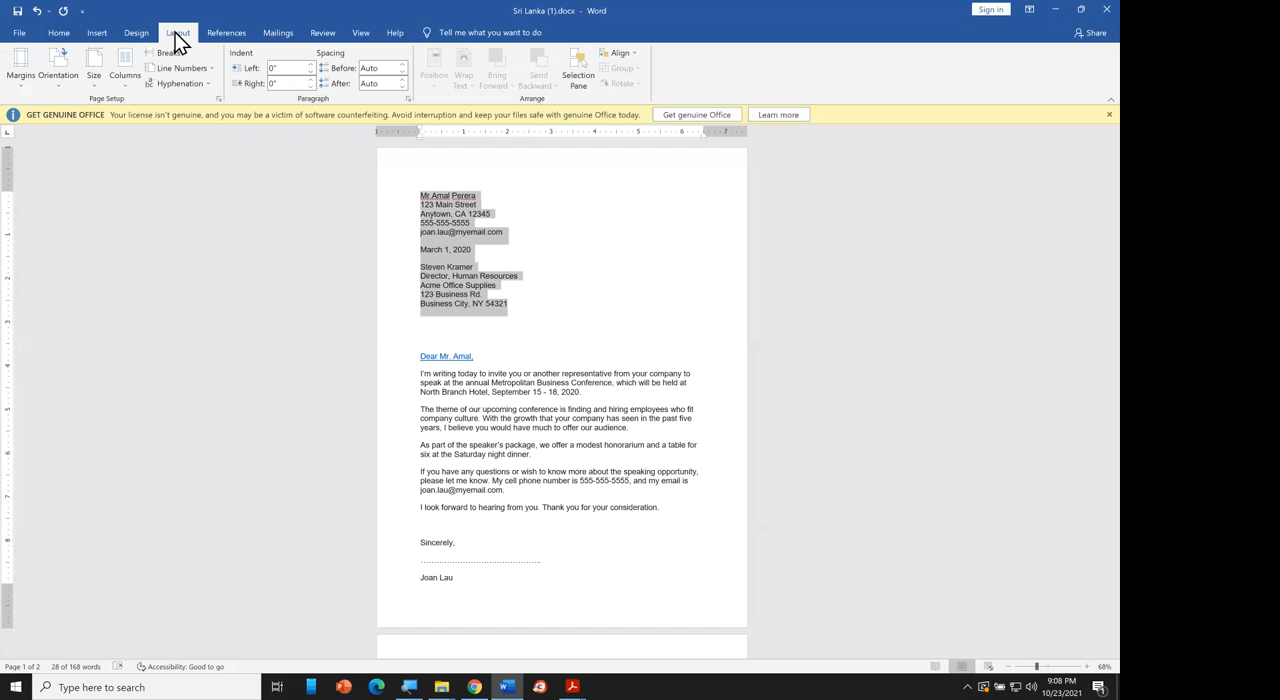 Sri Lanka (1).docx - Word
Sign in
File Home Insert Design Layout References Mailings Review View Help Tell me what you want to do Share
Breaks Indent Spacing Align
Line Numbers Left: 0" Before: Auto Group
Margins Orientation Size Columns Hyphenation Right: 0" After: Auto Position Wrap Text Bring Forward Send Backward Selection Pane Rotate
Page Setup Paragraph Arrange
GET GENUINE OFFICE Your license isn't genuine, and you may be a victim of software counterfeiting. Avoid interruption and keep your files safe with genuine Office today. Get genuine Office Learn more
1 1 2 3 4 5 6 7
Mr.Amal Perera
123 Main Street
Anytown, CA 12345
555-555-5555
joan.lau@myemail.com
March 1, 2020
Steven Kramer
Director, Human Resources
Acme Office Supplies
123 Business Rd.
Business City, NY 54321
Dear Mr. Amal,
I'm writing today to invite you or another representative from your company to
speak at the annual Metropolitan Business Conference, which will be held at
North Branch Hotel, September 15 - 18, 2020.
The theme of our upcoming conference is finding and hiring employees who fit
company culture. With the growth that your company has seen in the past five
years, I believe you would have much to offer our audience.
As part of the speaker's package, we offer a modest honorarium and a table for
six at the Saturday night dinner.
If you have any questions or wish to know more about the speaking opportunity,
please let me know. My cell phone number is 555-555-5555, and my email is
joan.lau@myemail.com.
I look forward to hearing from you. Thank you for your consideration.
Sincerely,
……………………………………..
Joan Lau
Page 1 of 2 28 of 168 words Accessibility: Good to go 68%
Type here to search 9:08 PM
10/23/2021